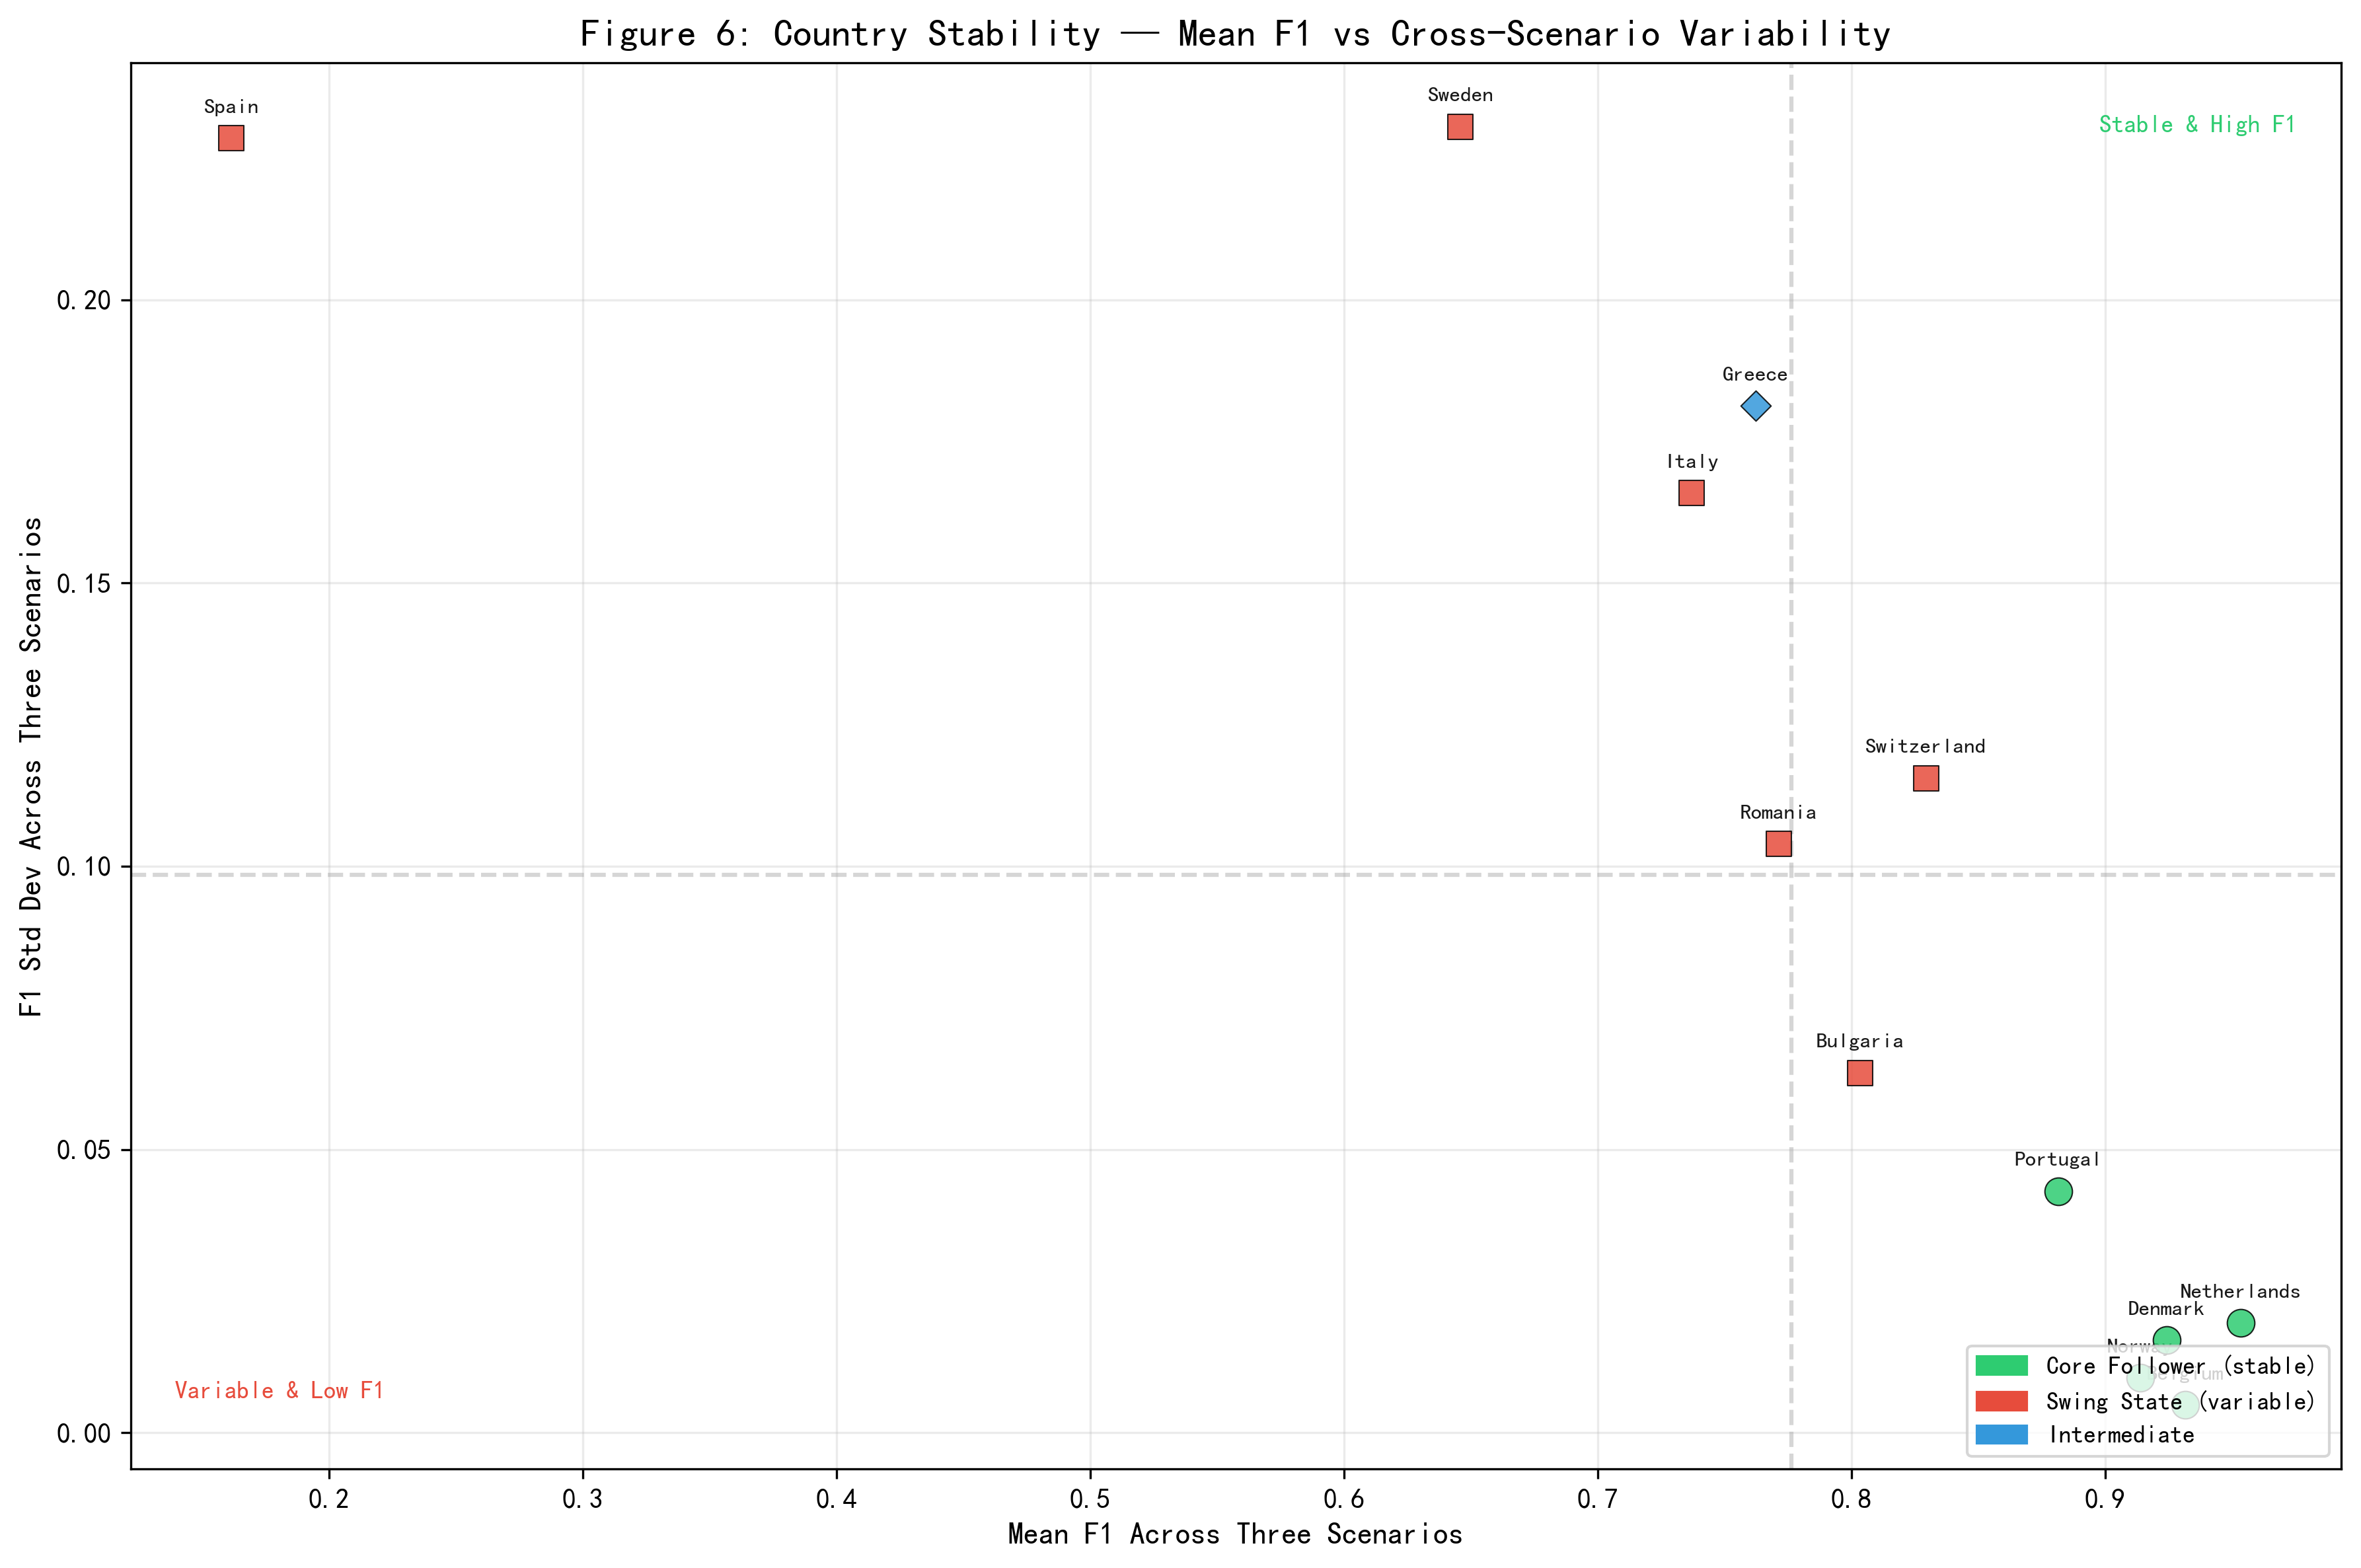 Figure 6: Country Stability — Mean F1 vs Cross-Scenario Variability
Spain
Sweden
Stable & High F1
Greece
Italy
Switzerland
Romania
Bulgaria
Portugal
Netherlands
Denmark
Norway
Belgium
Variable & Low F1
Core Follower (stable)
Swing State (variable)
Intermediate
0.20
0.15
0.10
0.05
0.00
0.2 0.3 0.4 0.5 0.6 0.7 0.8 0.9
Mean F1 Across Three Scenarios
F1 Std Dev Across Three Scenarios